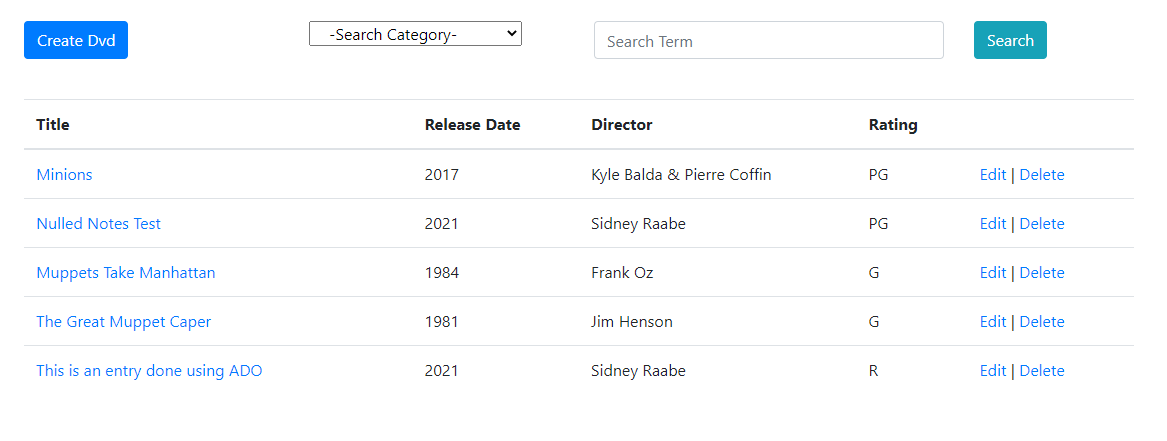 Create Dvd -Search Category- Search Term Search
Title Release Date Director Rating
Minions 2017 Kyle Balda & Pierre Coffin PG Edit | Delete
Nulled Notes Test 2021 Sidney Raabe PG Edit | Delete
Muppets Take Manhattan 1984 Frank Oz G Edit | Delete
The Great Muppet Caper 1981 Jim Henson G Edit | Delete
This is an entry done using ADO 2021 Sidney Raabe R Edit | Delete